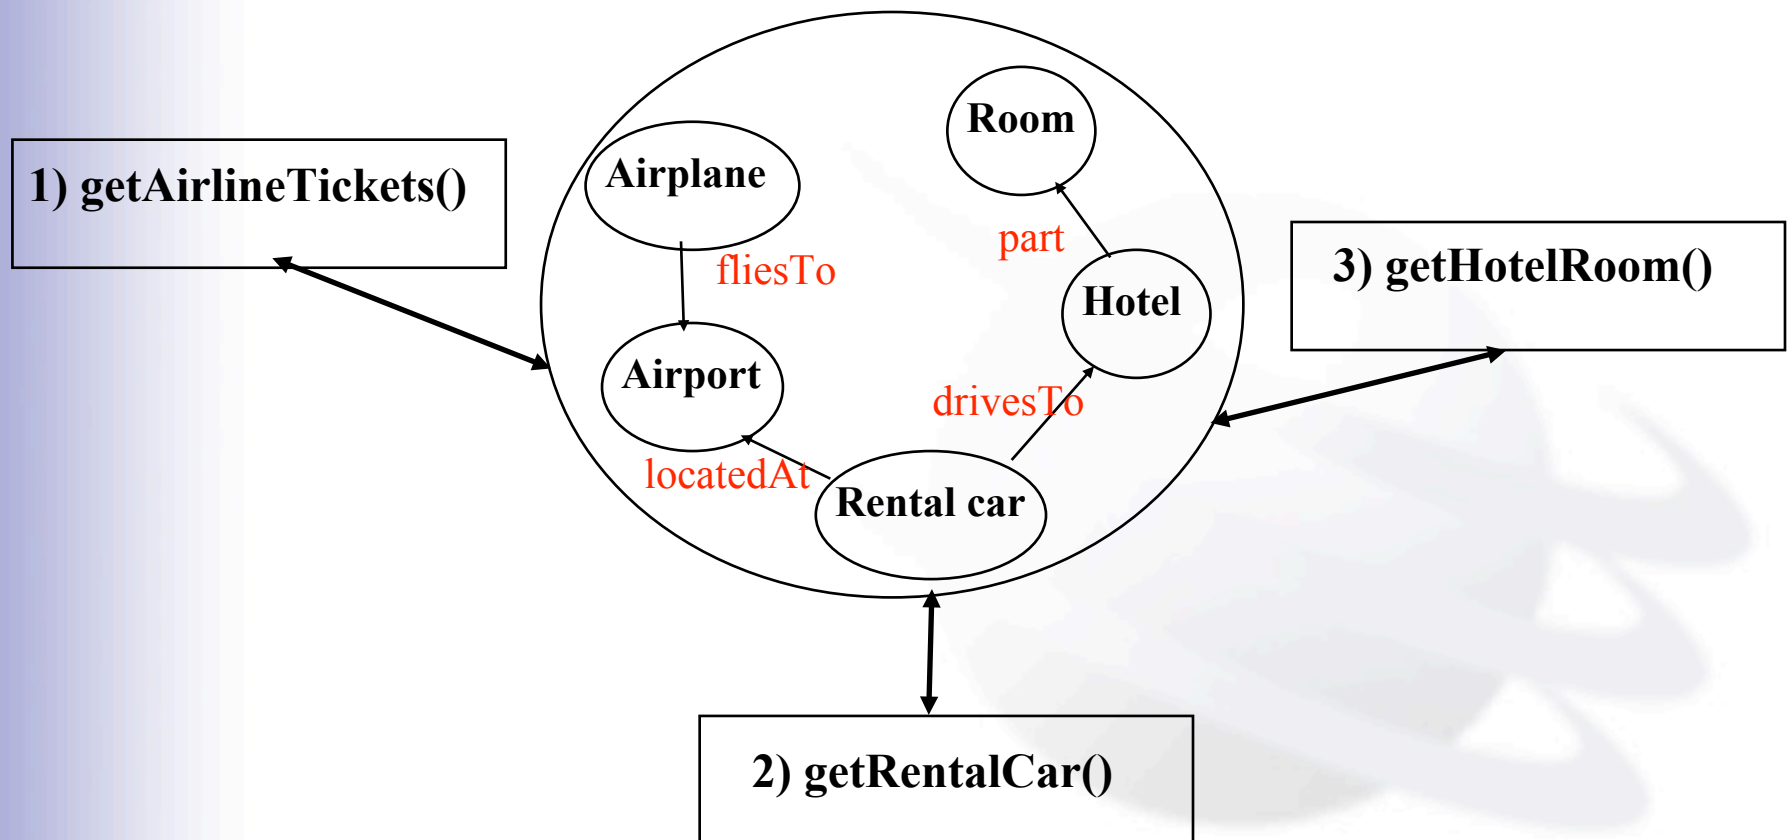 Room
Airplane
1) getAirlineTickets()
part
fliesTo
3) getHotelRoom()
Hotel
Airport
drivesTo
locatedAt
Rental car
2) getRentalCar()